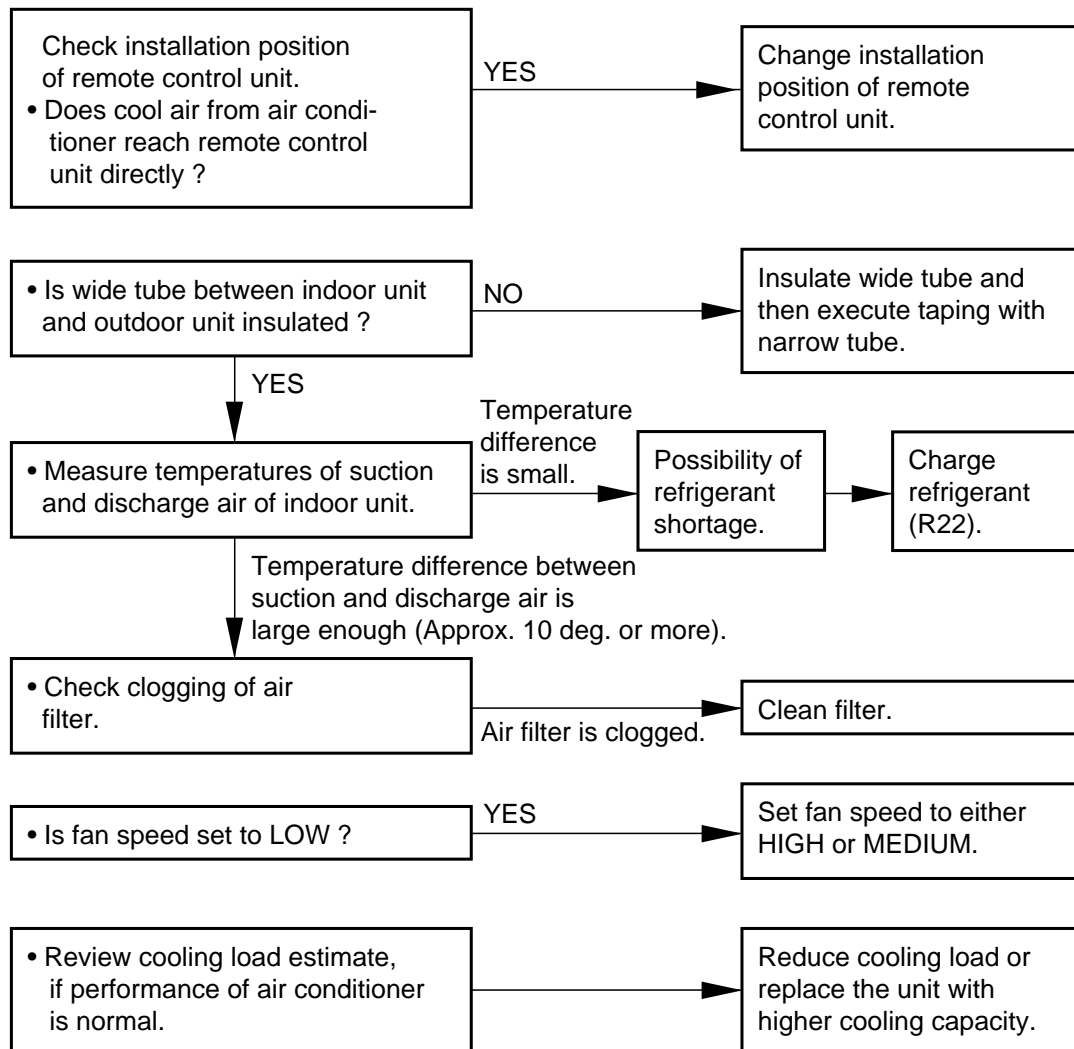 Check installation position
of remote control unit.
• Does cool air from air condi-
tioner reach remote control
unit directly ?
YES
Change installation
position of remote
control unit.
• Is wide tube between indoor unit
and outdoor unit insulated ?
NO
Insulate wide tube and
then execute taping with
narrow tube.
YES
• Measure temperatures of suction
and discharge air of indoor unit.
Temperature
difference
is small.
Possibility of
refrigerant
shortage.
Charge
refrigerant
(R22).
Temperature difference between
suction and discharge air is
large enough (Approx. 10 deg. or more).
• Check clogging of air
filter.
Air filter is clogged.
Clean filter.
• Is fan speed set to LOW ?
YES
Set fan speed to either
HIGH or MEDIUM.
• Review cooling load estimate,
if performance of air conditioner
is normal.
Reduce cooling load or
replace the unit with
higher cooling capacity.